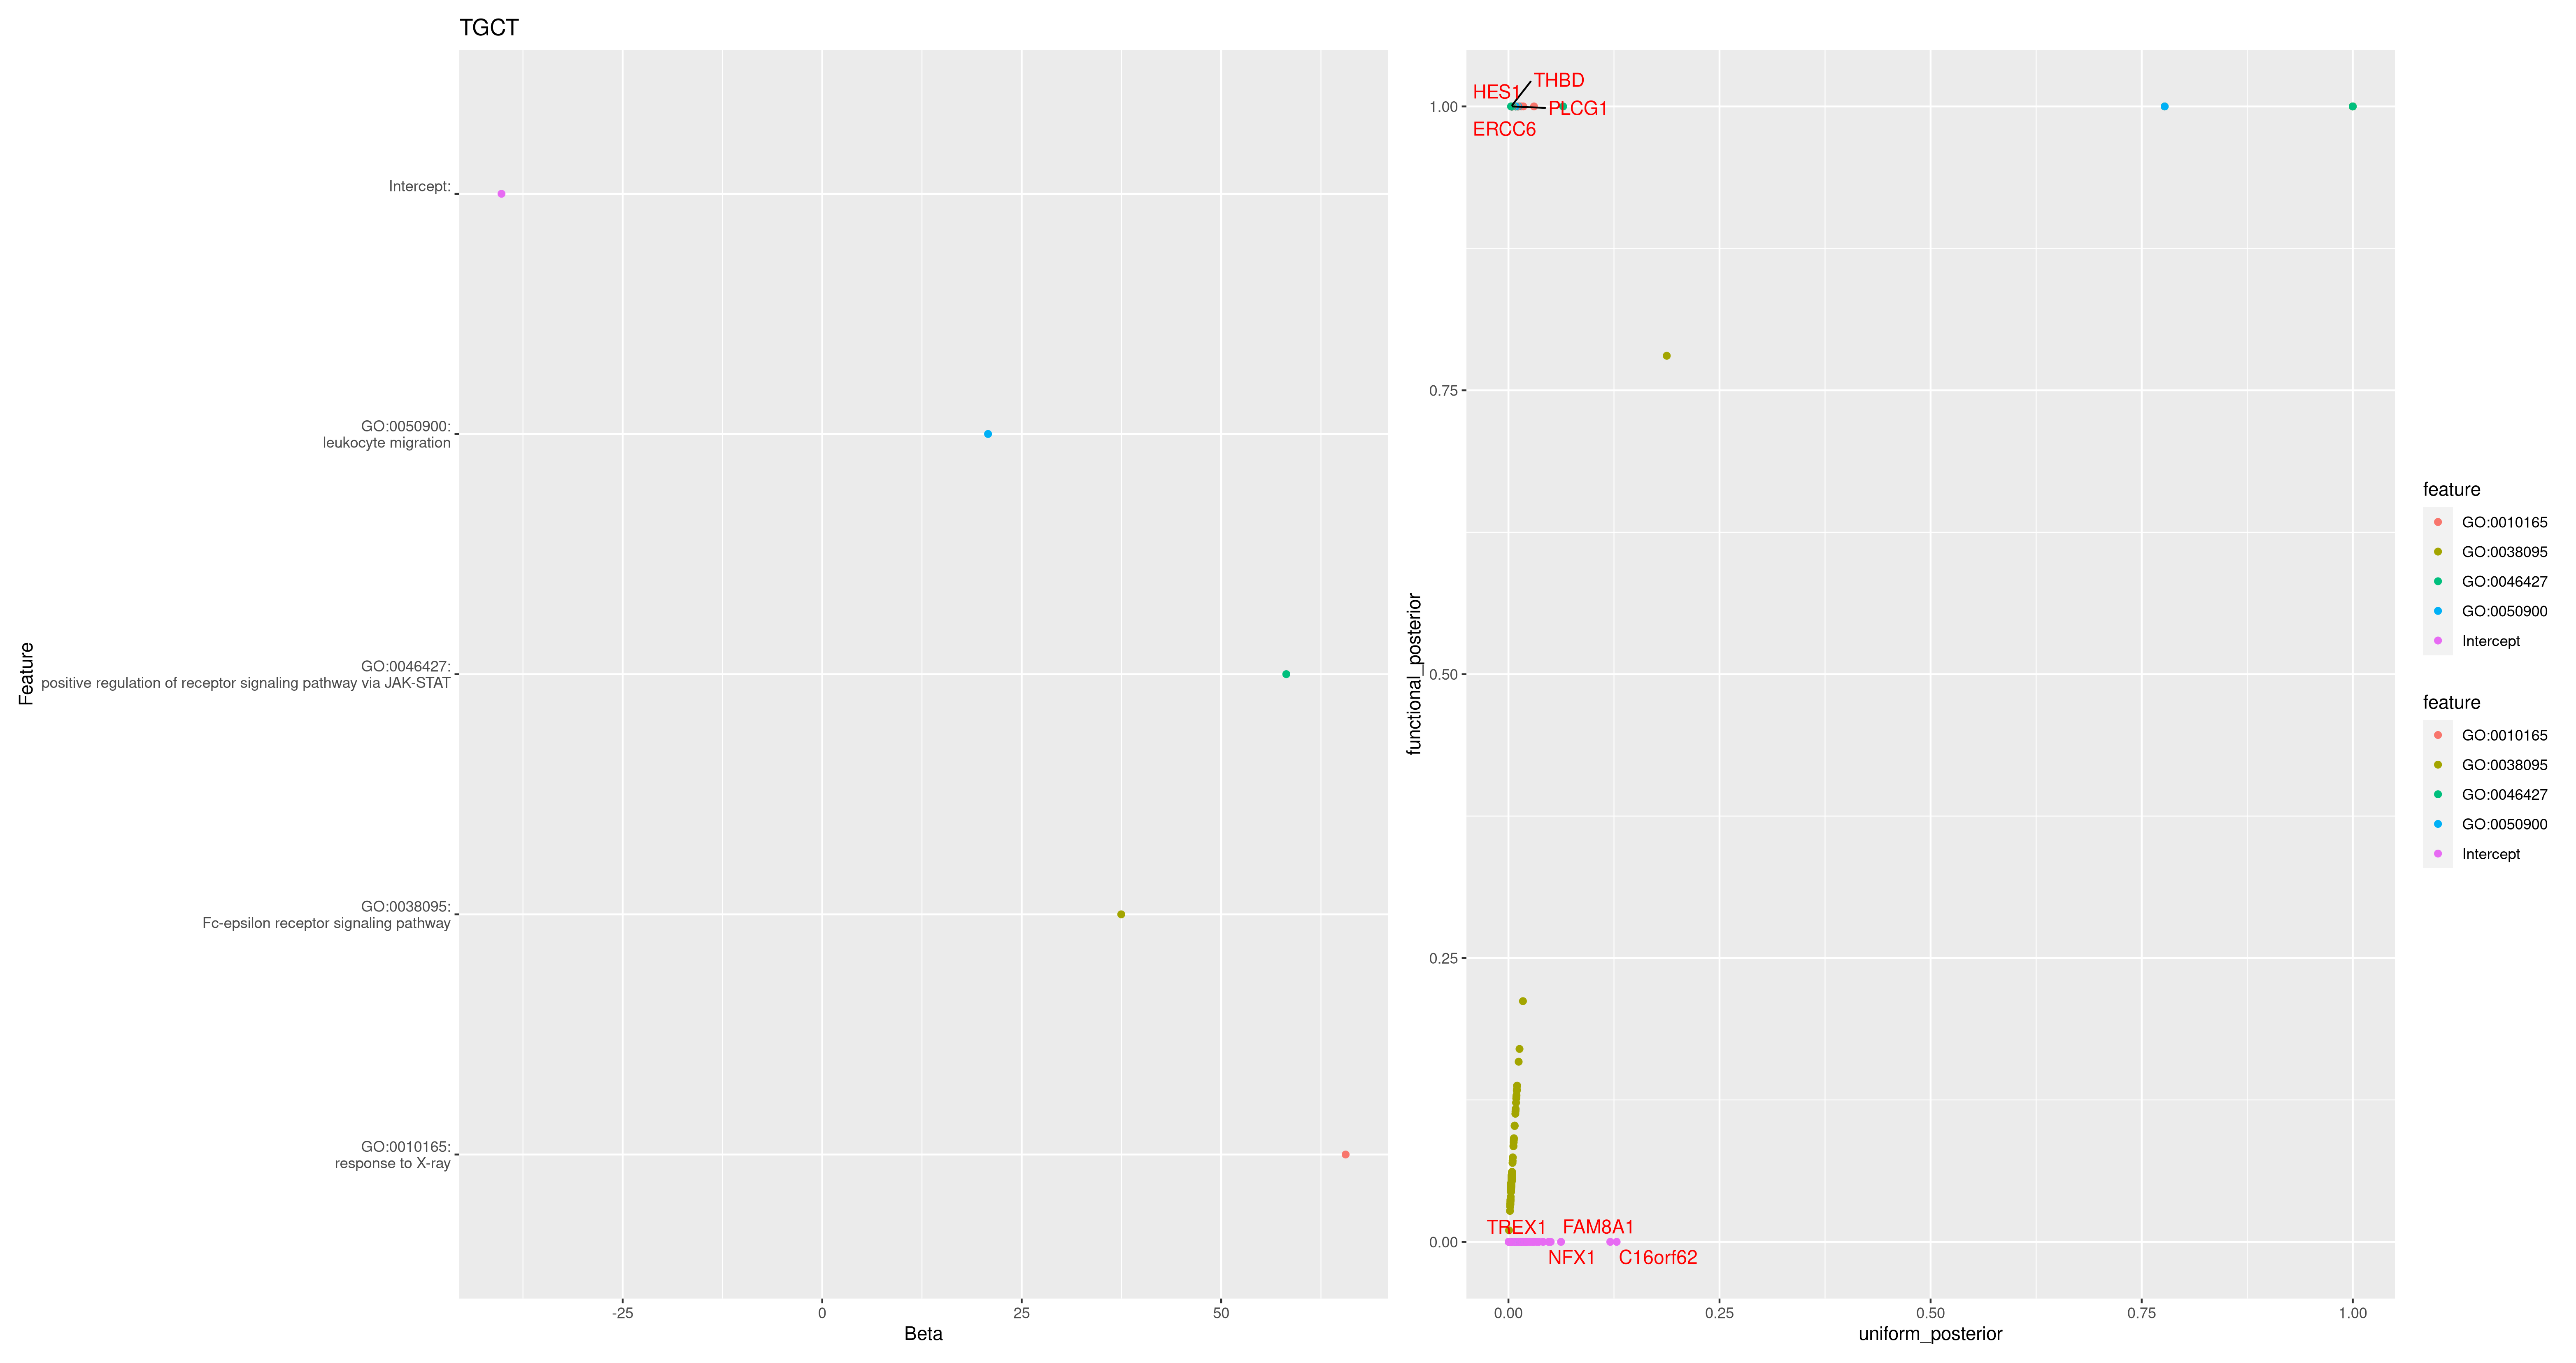 TGCT
Feature
Intercept:
GO:0050900:
leukocyte migration
GO:0046427:
positive regulation of receptor signaling pathway via JAK-STAT
GO:0038095:
Fc-epsilon receptor signaling pathway
GO:0010165:
response to X-ray
-25
0
25
50
Beta
functional_posterior
1.00
0.75
0.50
0.25
0.00
THBD
HES1
PLCG1
ERCC6
TREX1
FAM8A1
NFX1
C16orf62
0.00
0.25
0.50
0.75
1.00
uniform_posterior
feature
GO:0010165
GO:0038095
GO:0046427
GO:0050900
Intercept
feature
GO:0010165
GO:0038095
GO:0046427
GO:0050900
Intercept